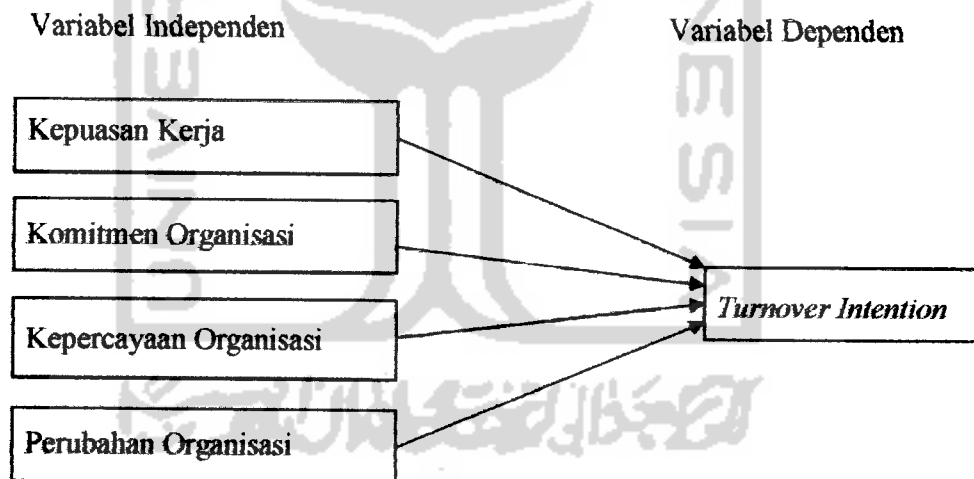 Variabel Independen
Variabel Dependen
Kepuasan Kerja
Komitmen Organisasi
Kepercayaan Organisasi
Perubahan Organisasi
Turnover Intention